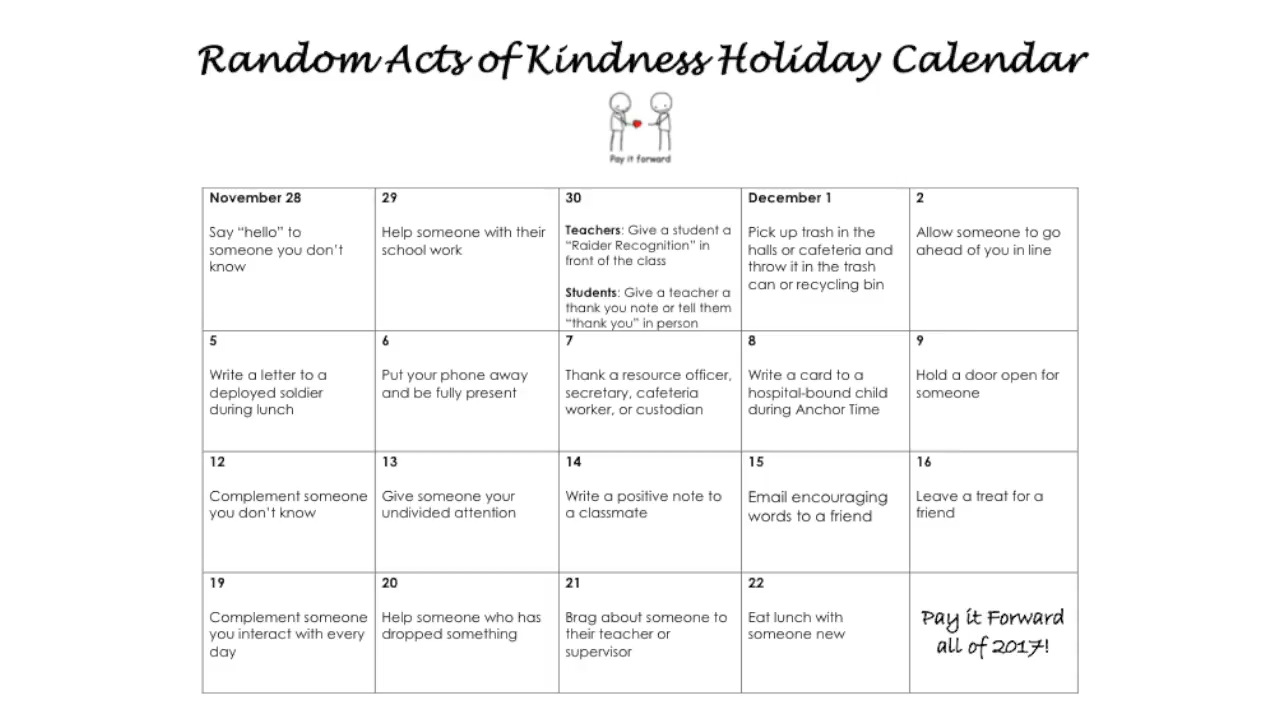 Random Acts of Kindness Holiday Calendar
Pay it forward
November 28
Say “hello” to
someone you don’t
know
29
Help someone with their
school work
30
Teachers: Give a student a
“Raider Recognition” in
front of the class
Students: Give a teacher a
thank you note or tell them
“thank you” in person
December 1
Pick up trash in the
halls or cafeteria and
throw it in the trash
can or recycling bin
2
Allow someone to go
ahead of you in line
5
Write a letter to a
deployed soldier
during lunch
6
Put your phone away
and be fully present
7
Thank a resource officer,
secretary, cafeteria
worker, or custodian
8
Write a card to a
hospital-bound child
during Anchor Time
9
Hold a door open for
someone
12
Complement someone
you don’t know
13
Give someone your
undivided attention
14
Write a positive note to
a classmate
15
Email encouraging
words to a friend
16
Leave a treat for a
friend
19
Complement someone
you interact with every
day
20
Help someone who has
dropped something
21
Brag about someone to
their teacher or
supervisor
22
Eat lunch with
someone new
Pay it Forward
all of 2017!